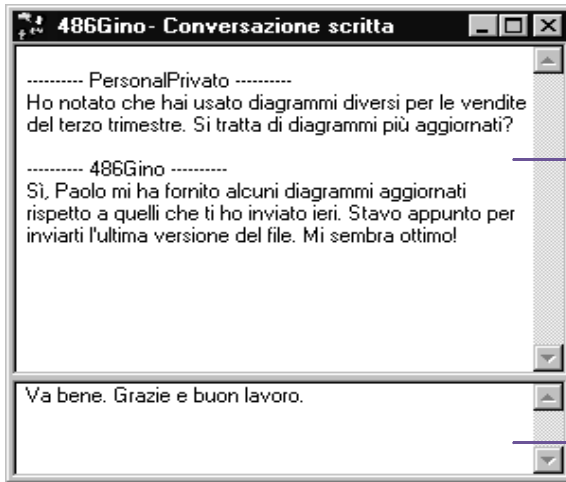 486Gino- Conversazione scritta
---------- PersonalPrivato ----------
Ho notato che hai usato diagrammi diversi per le vendite
del terzo trimestre. Si tratta di diagrammi più aggiornati?
---------- 486Gino ----------
Sì, Paolo mi ha fornito alcuni diagrammi aggiornati
rispetto a quelli che ti ho inviato ieri. Stavo appunto per
inviarti l'ultima versione del file. Mi sembra ottimo!
Va bene. Grazie e buon lavoro.